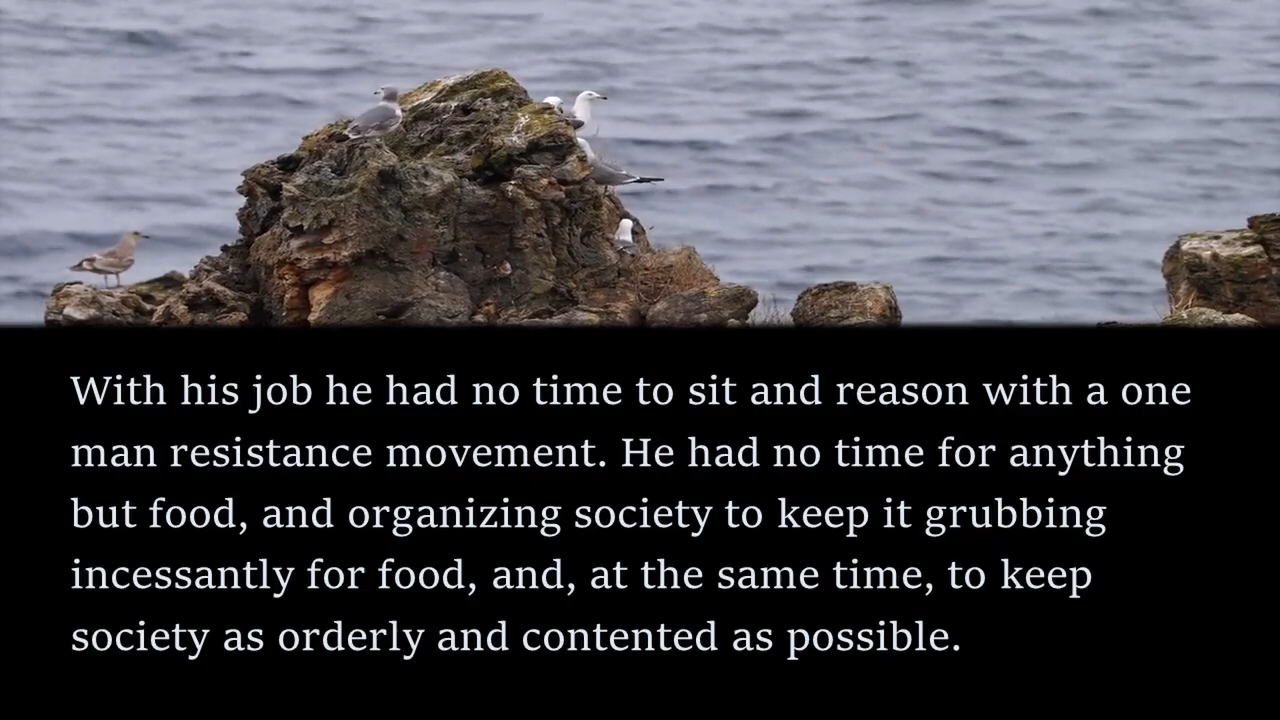 With his job he had no time to sit and reason with a one
man resistance movement. He had no time for anything
but food, and organizing society to keep it grubbing
incessantly for food, and, at the same time, to keep
society as orderly and contented as possible.